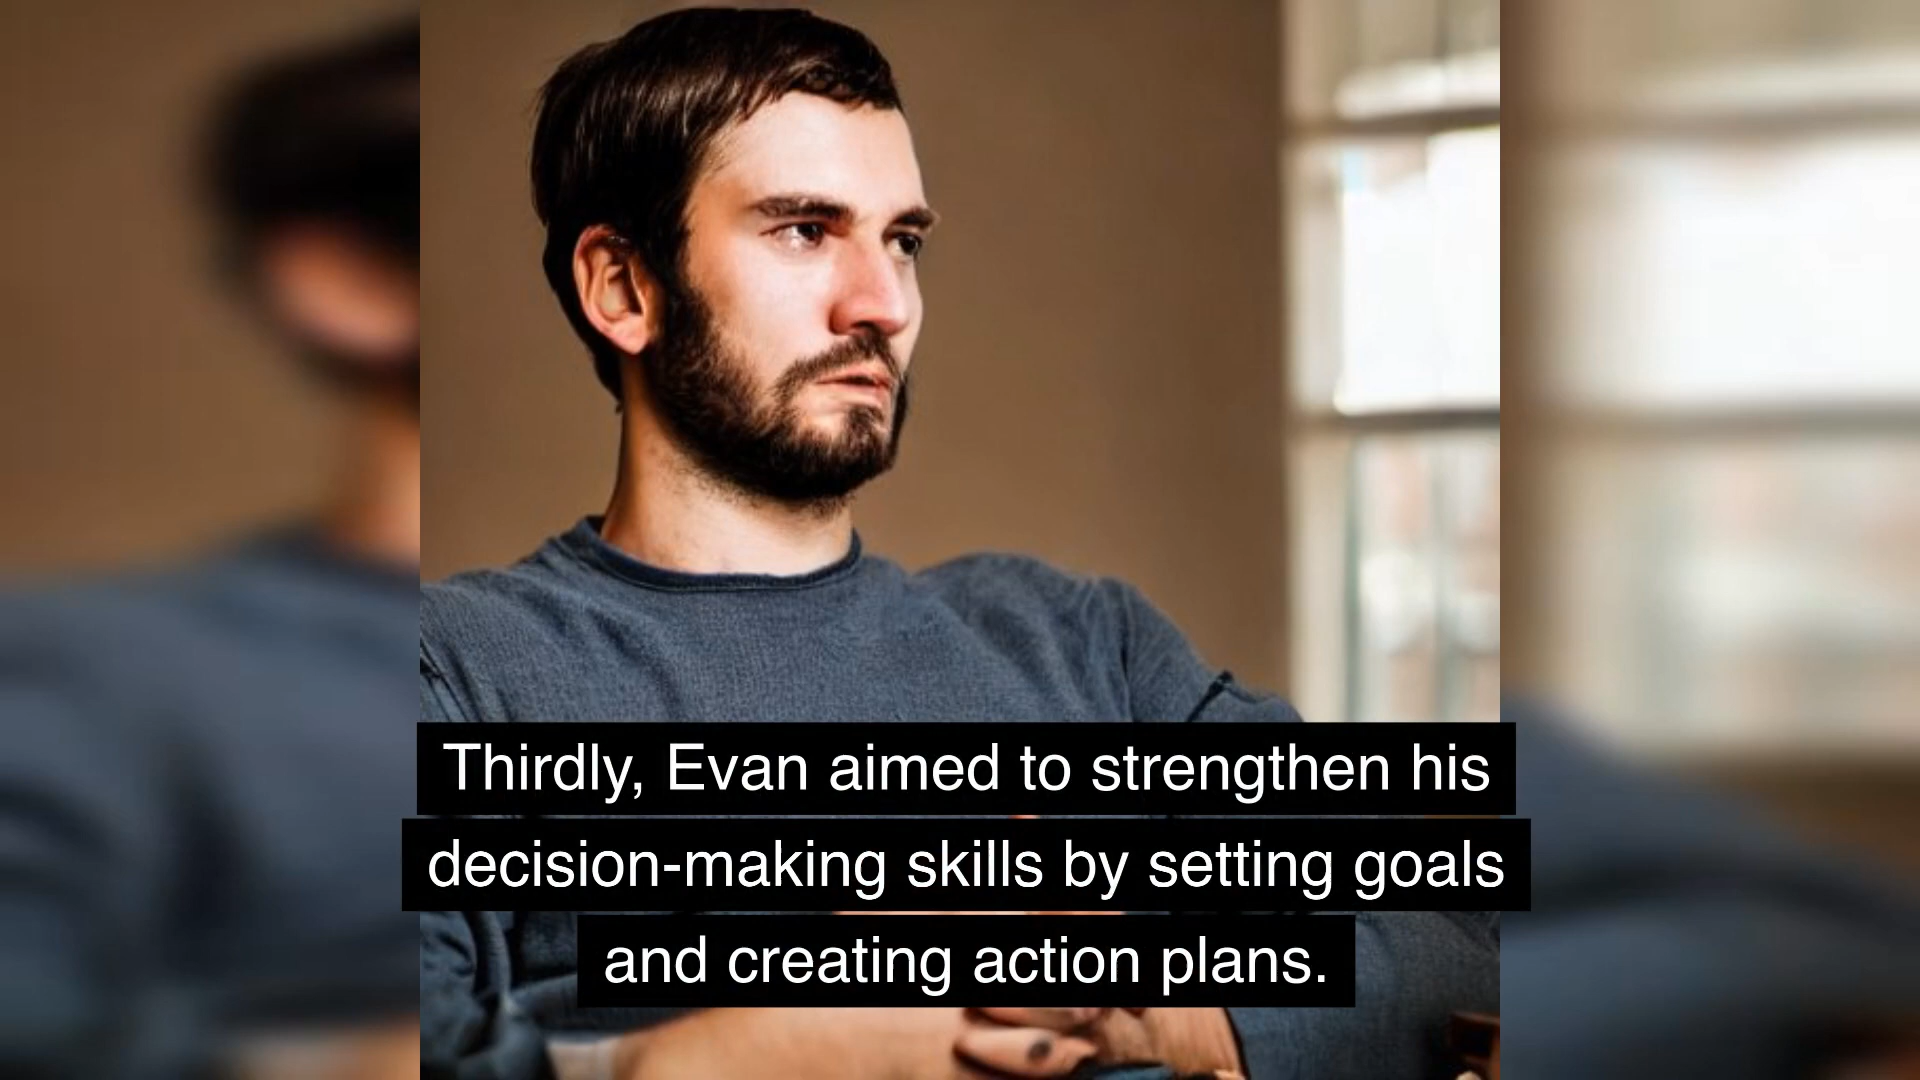 Thirdly, Evan aimed to strengthen his
decision-making skills by setting goals
and creating action plans.